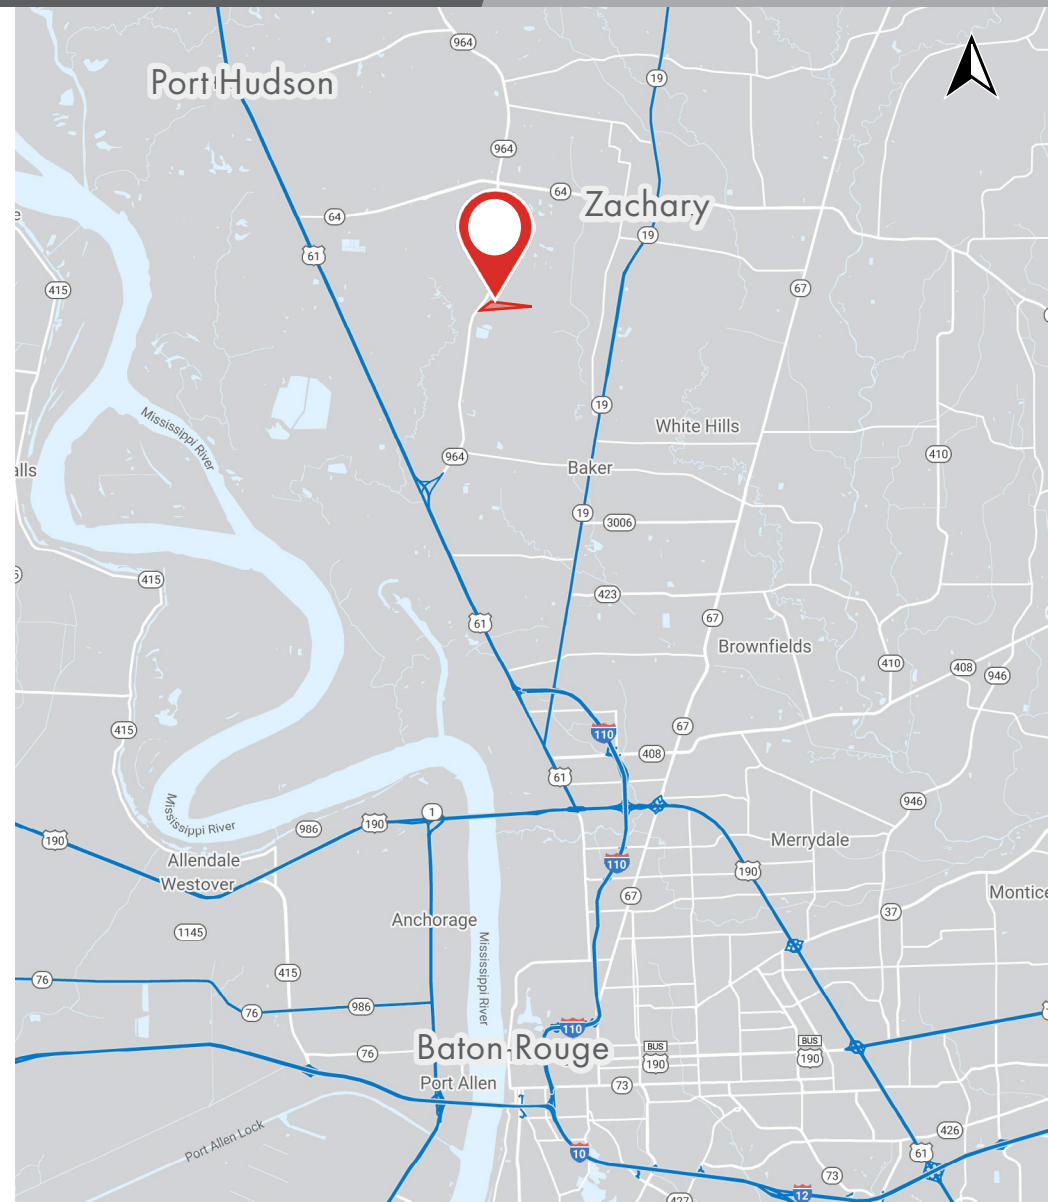 964
Port Hudson
19
964
64
Zachary
64
19
61
67
415
Mississippi River
19
White Hills
410
964
Baker
alls
19
3006
415
423
61
67
Brownfields
410
408
946
415
67
110
408
61
Mississippi River
946
1
190
986
190
Merrydale
Allendale
110
190
Westover
67
Montice
37
Anchorage
1145
Mississippi River
415
76
986
76
110
Baton Rouge
BUS
190
BUS
190
76
Port Allen
73
Port Allen Lock
426
10
61
73
12
427